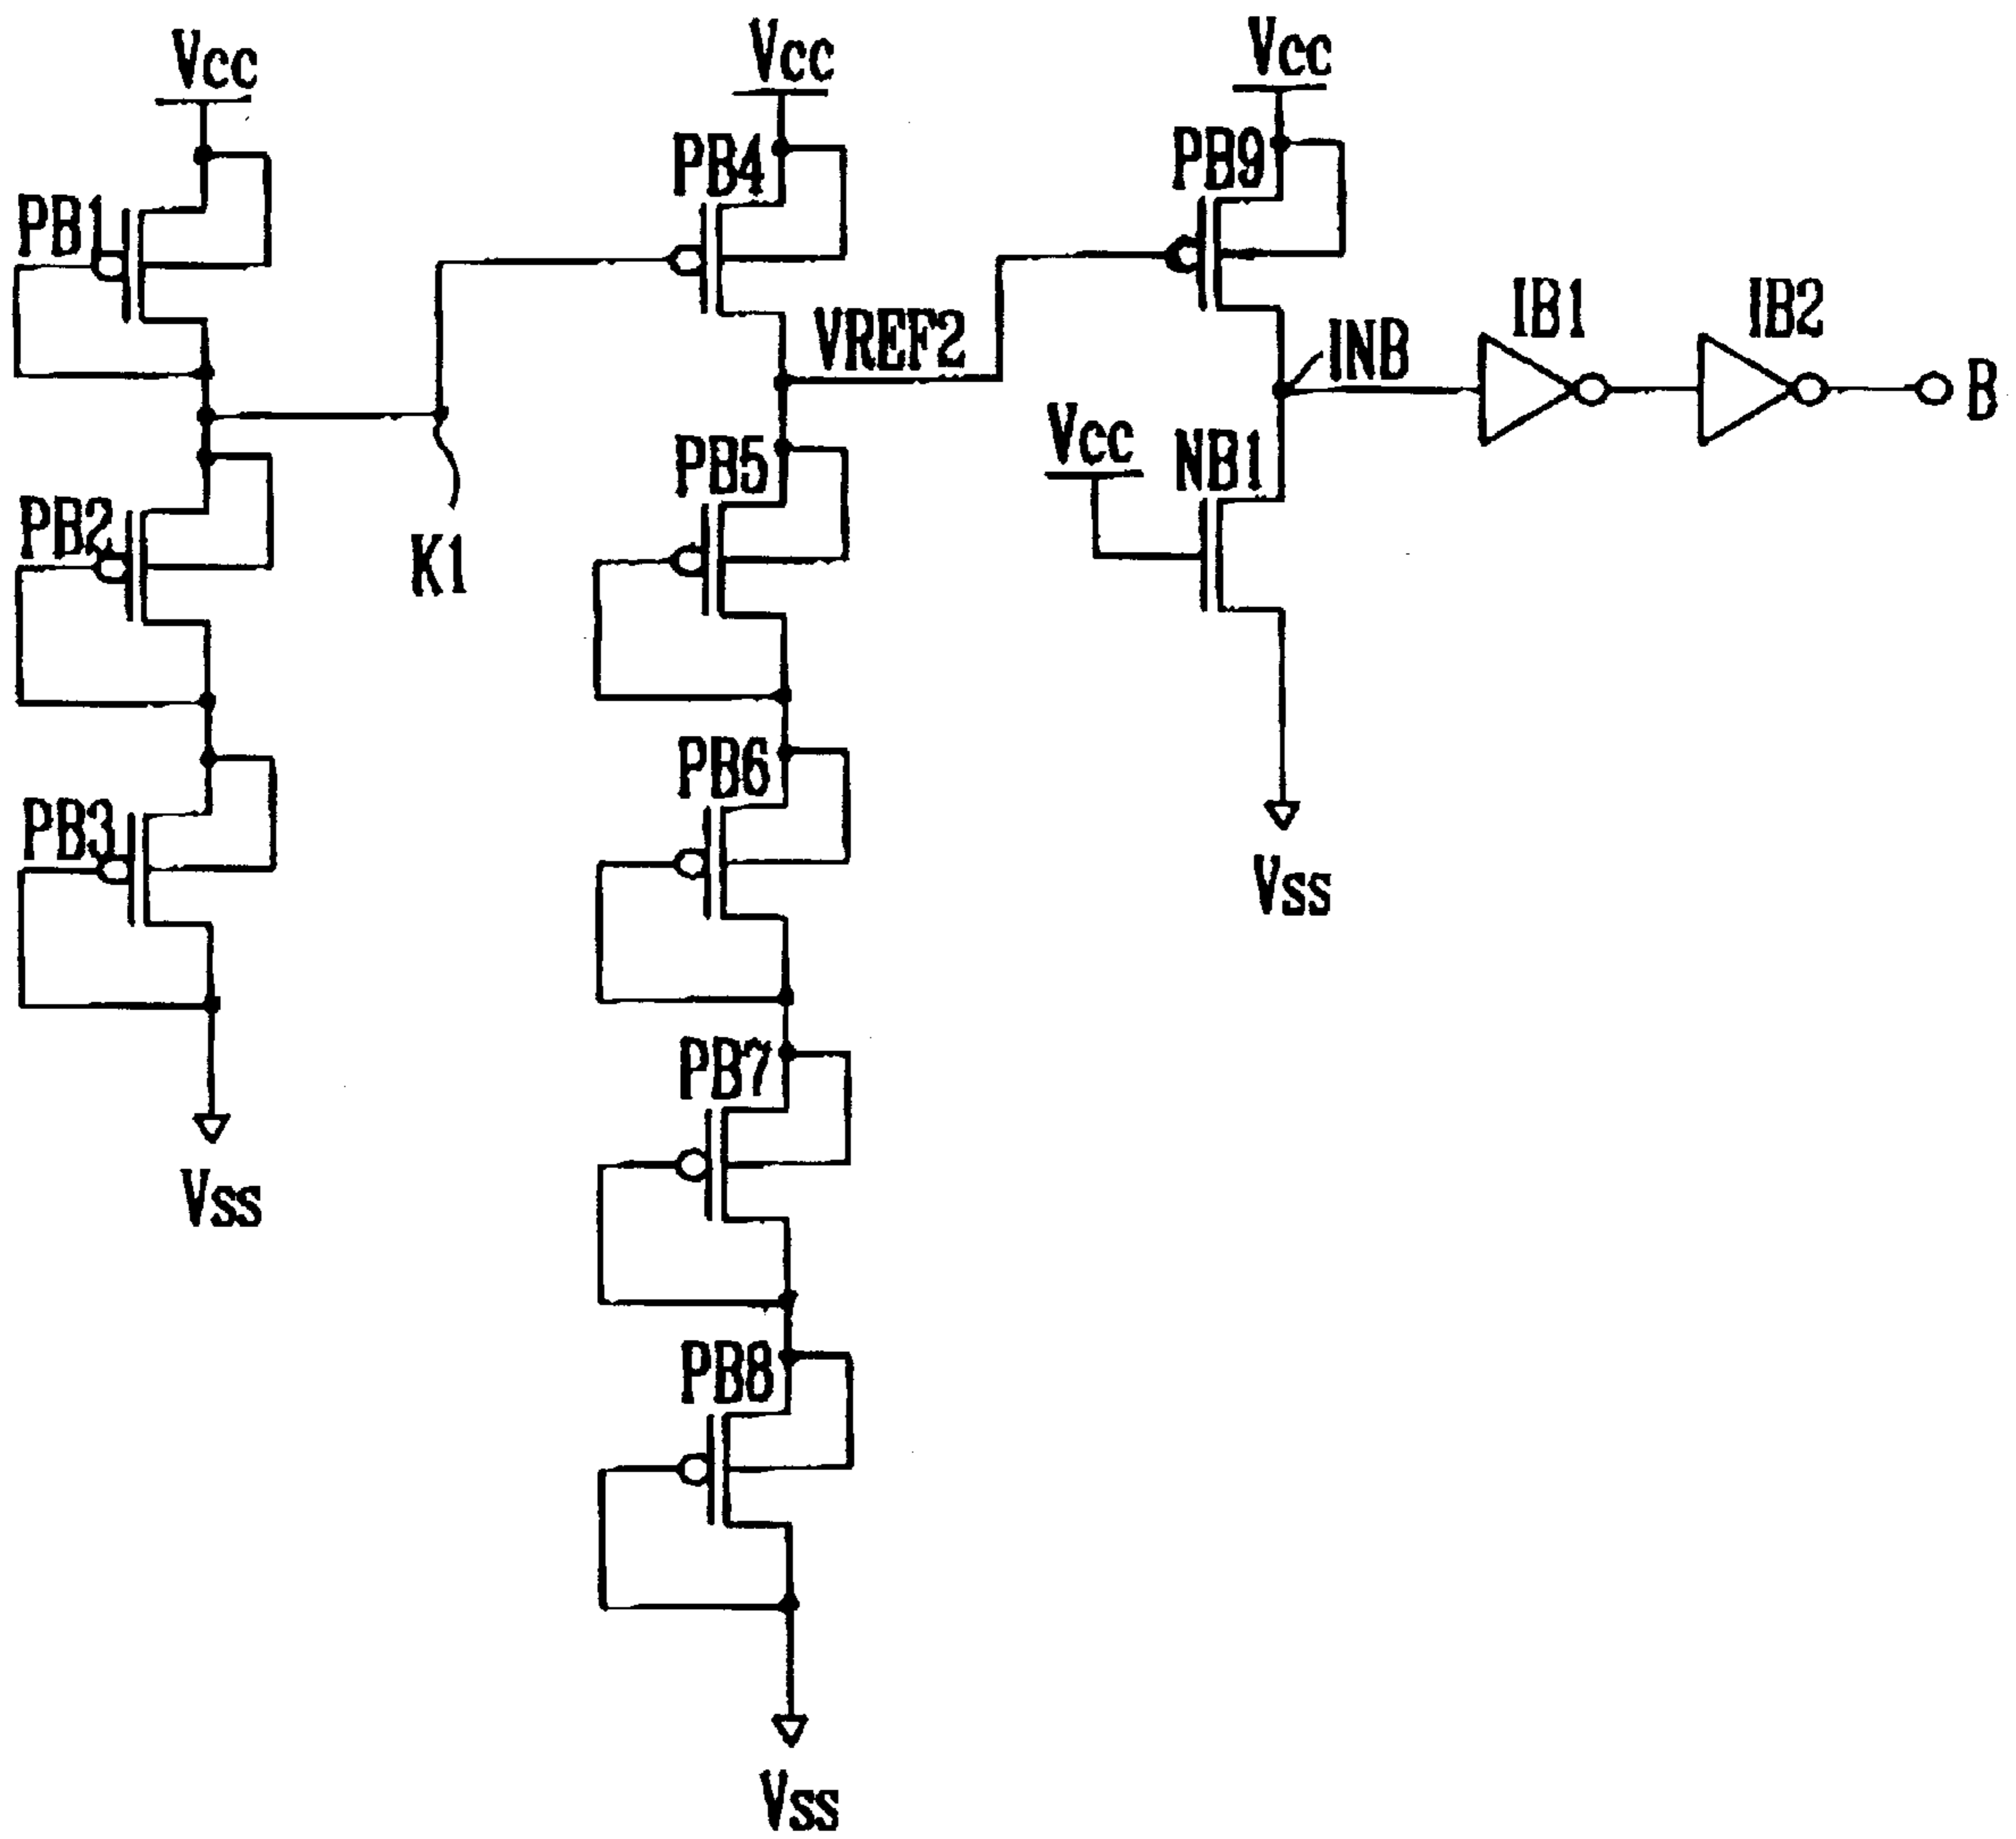 Vcc
Vcc
Vcc
PB1
PB4
PB9
VREF2
INB
IB1
IB2
B
PB2
K1
PB5
Vcc
NB1
PB3
PB6
Vss
Vss
PB7
PB8
Vss